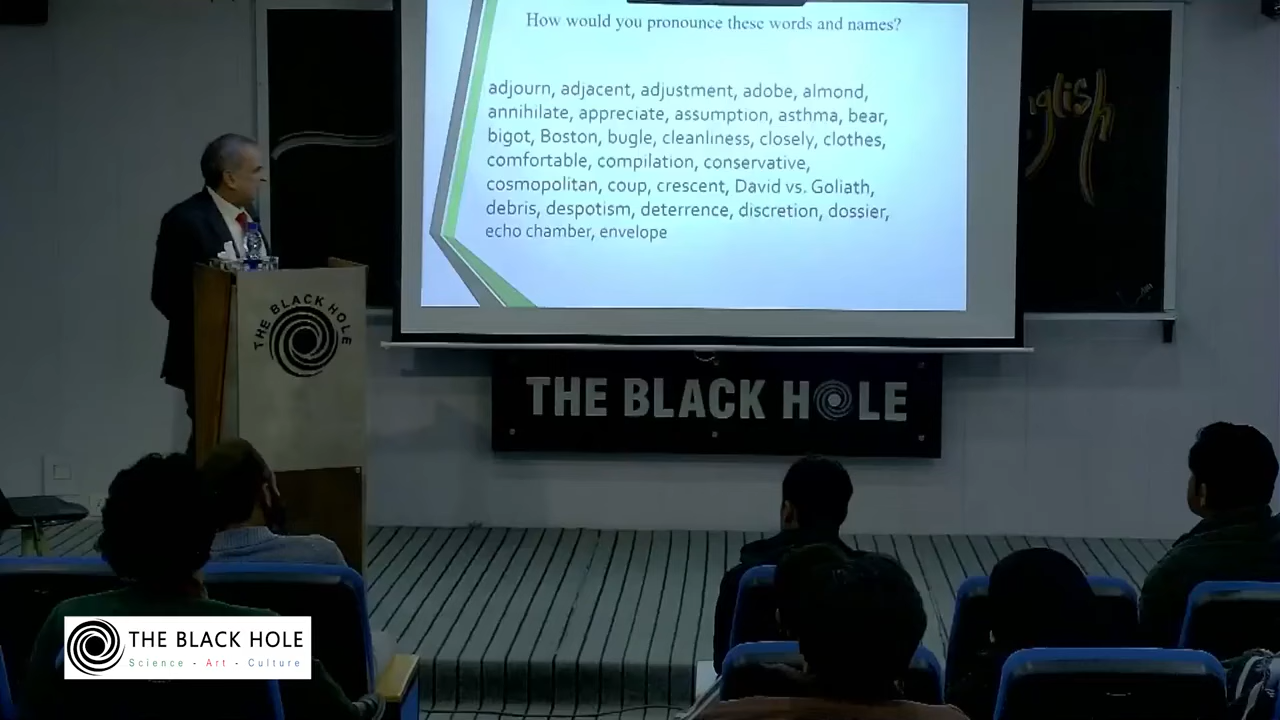 How would you pronounce these words and names?
adjourn, adjacent, adjustment, adobe, almond,
annihilate, appreciate, assumption, asthma, bear,
bigot, Boston, bugle, cleanliness, closely, clothes,
comfortable, compilation, conservative,
cosmopolitan, coup, crescent, David vs. Goliath,
debris, despotism, deterrence, discretion, dossier,
echo chamber, envelope
glish
THE BLACK HOLE
THE BLACK HOLE
THE BLACK HOLE
Science - Art - Culture